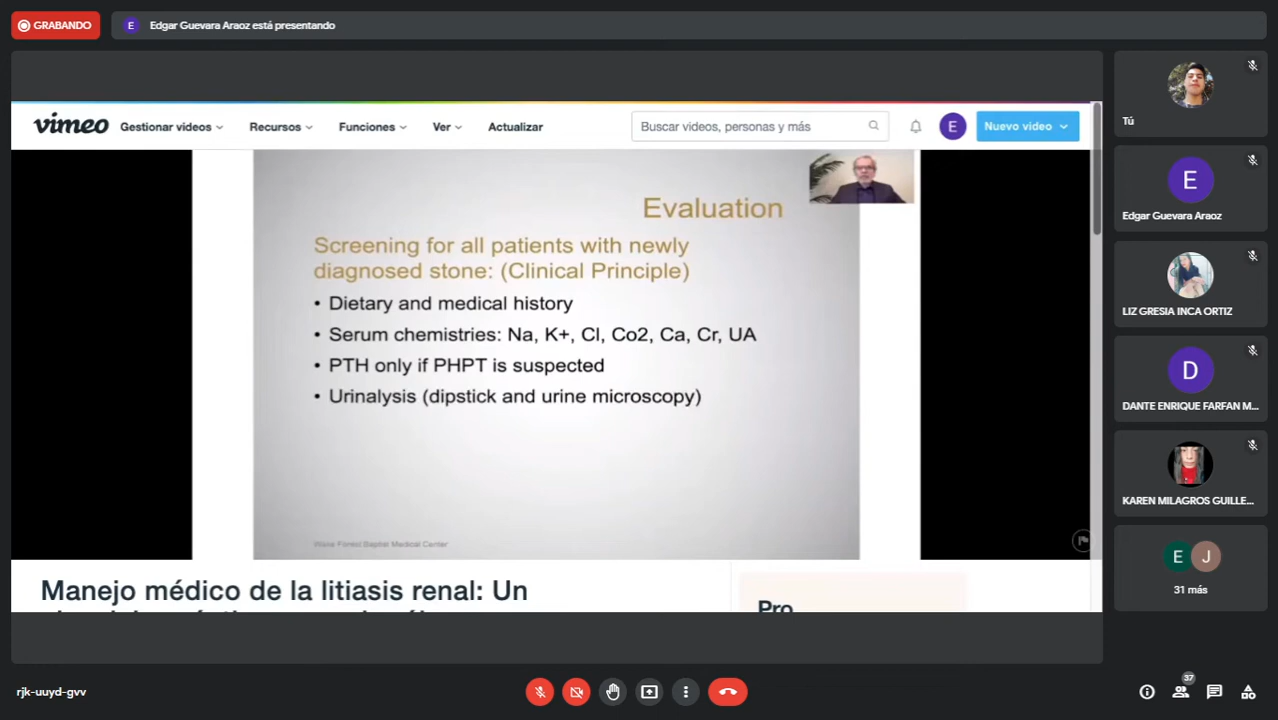 GRABANDO
E
Edgar Guevara Araoz está presentando
vimeo
Gestionar videos
Recursos
Funciones
Ver
Actualizar
Buscar videos, personas y más
E
Nuevo video
Evaluation
Screening for all patients with newly
diagnosed stone: (Clinical Principle)
• Dietary and medical history
• Serum chemistries: Na, K+, Cl, Co2, Ca, Cr, UA
• PTH only if PHPT is suspected
• Urinalysis (dipstick and urine microscopy)
Wake Forest Baptist Medical Center
Manejo médico de la litiasis renal: Un
Pro
Tú
E
Edgar Guevara Araoz
LIZ GRESIA INCA ORTIZ
D
DANTE ENRIQUE FARFAN M...
KAREN MILAGROS GUILLE...
E
J
31 más
rjk-uuyd-gvv
37